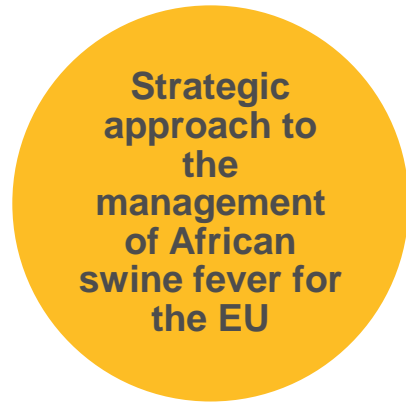 Strategic
approach to
the
management
of African
swine fever for
the EU